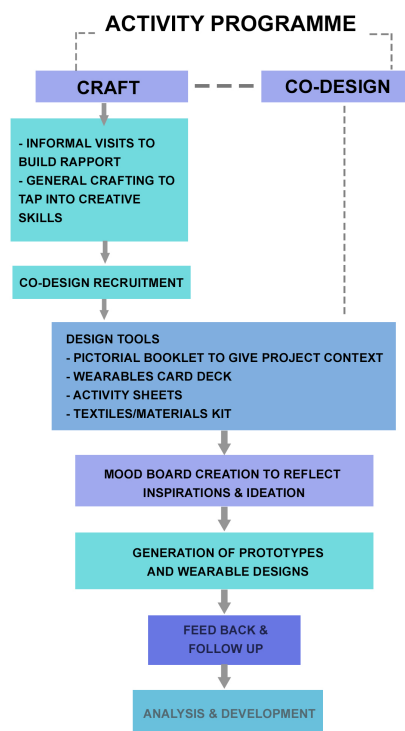 ACTIVITY PROGRAMME
CRAFT
CO-DESIGN
- INFORMAL VISITS TO
BUILD RAPPORT
- GENERAL CRAFTING TO
TAP INTO CREATIVE
SKILLS
CO-DESIGN RECRUITMENT
DESIGN TOOLS
- PICTORIAL BOOKLET TO GIVE PROJECT CONTEXT
- WEARABLES CARD DECK
- ACTIVITY SHEETS
- TEXTILES/MATERIALS KIT
MOOD BOARD CREATION TO REFLECT
INSPIRATIONS & IDEATION
GENERATION OF PROTOTYPES
AND WEARABLE DESIGNS
FEED BACK &
FOLLOW UP
ANALYSIS & DEVELOPMENT